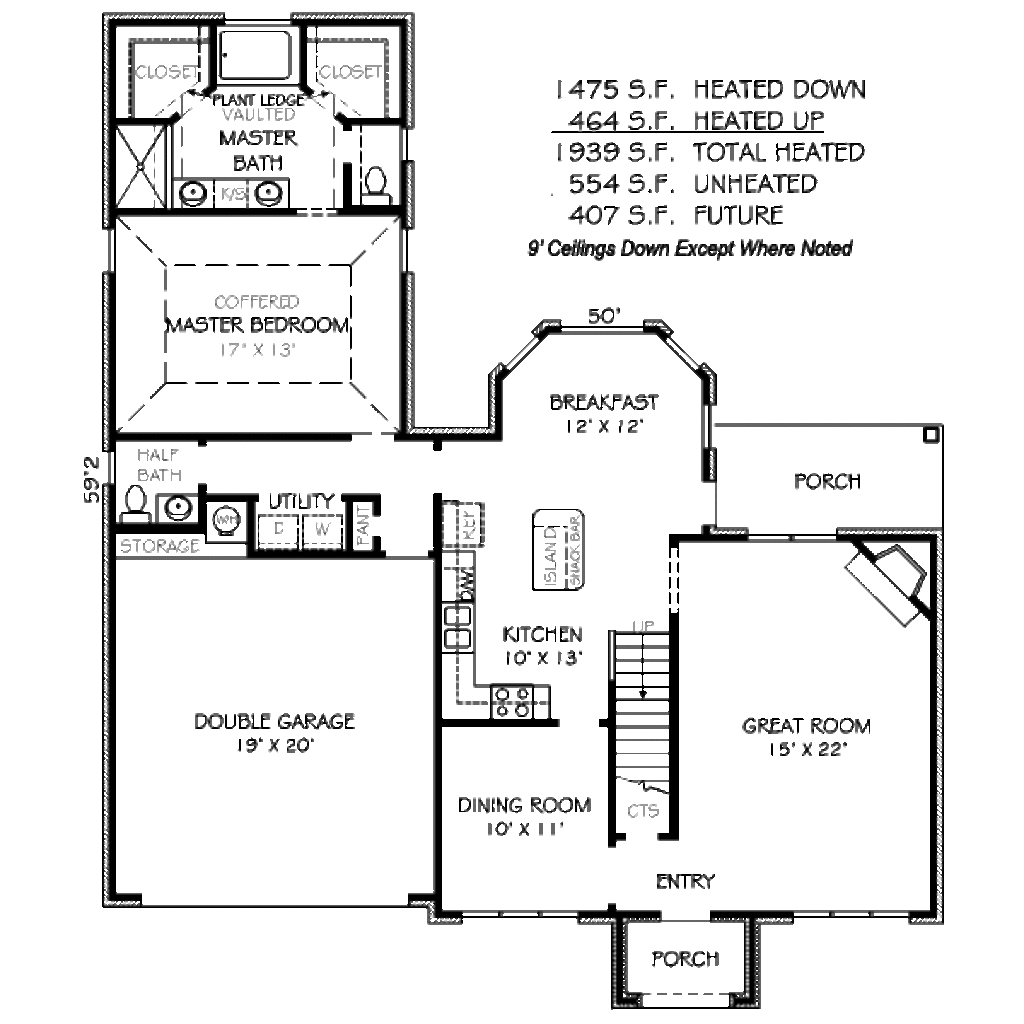 CLOSET
CLOSET
PLANT LEDGE
VAULTED
MASTER
BATH
K/S
1475 S.F. HEATED DOWN
464 S.F. HEATED UP
1939 S.F. TOTAL HEATED
554 S.F. UNHEATED
407 S.F. FUTURE
9' Ceilings Down Except Where Noted
COFFERED
MASTER BEDROOM
17' X 13'
50'
BREAKFAST
12' X 12'
HALF
BATH
59'2
PORCH
UTILITY
WH
D
W
PANT
REF
ISLAND
SNACK BAR
STORAGE
D/W
UP
KITCHEN
10' X 13'
DOUBLE GARAGE
19' X 20'
GREAT ROOM
15' X 22'
DINING ROOM
10' X 11'
CTS
ENTRY
PORCH